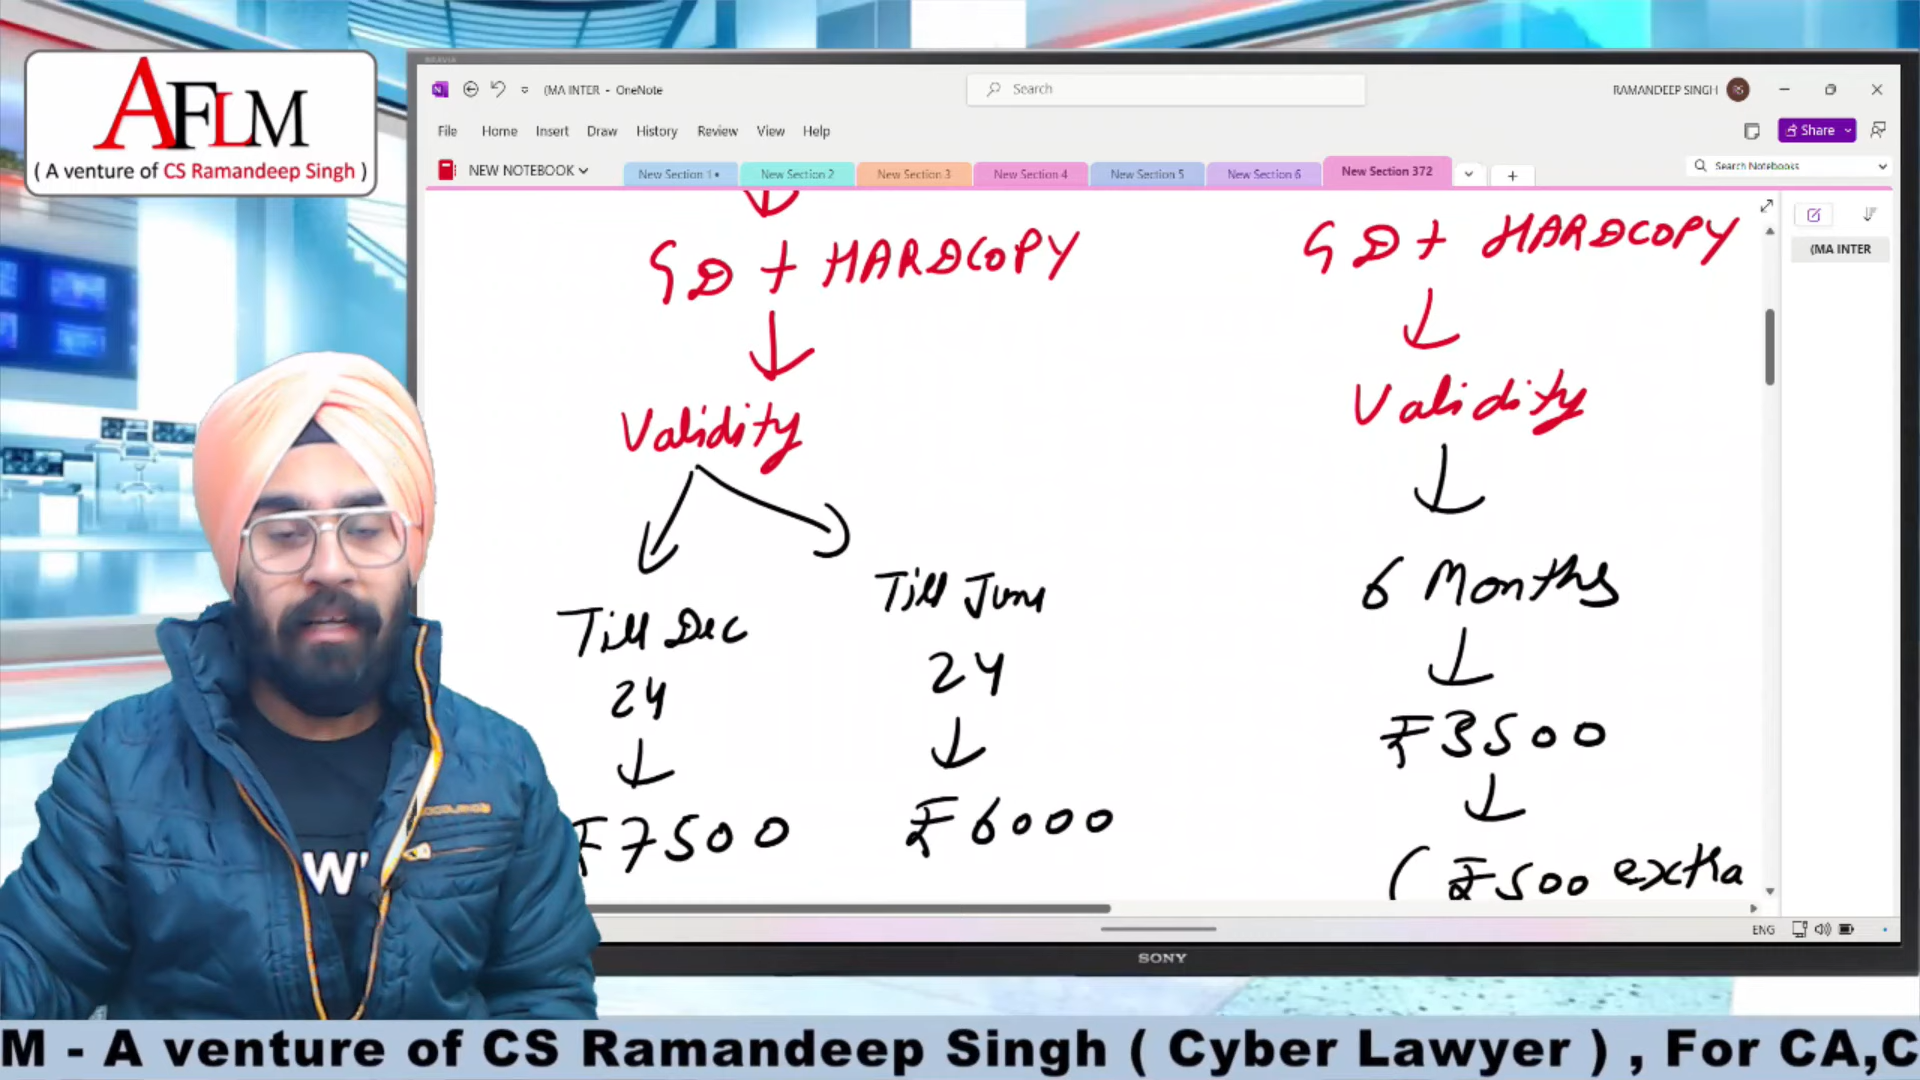 AFLM
( A venture of CS Ramandeep Singh )
BRAVIA
(MA INTER - OneNote
Search
RAMANDEEP SINGH
RS
File Home Insert Draw History Review View Help
Share
NEW NOTEBOOK
New Section 1
New Section 2
New Section 3
New Section 4
New Section 5
New Section 6
New Section 372
Search Notebooks
(MA INTER
GD + HARDCOPY
Validity
Till Dec
24
₹7500
Till June
24
₹6000
GD + HARDCOPY
Validity
6 Months
₹3500
( ₹500 extra
ENG
SONY
M - A venture of CS Ramandeep Singh ( Cyber Lawyer ) , For CA,C